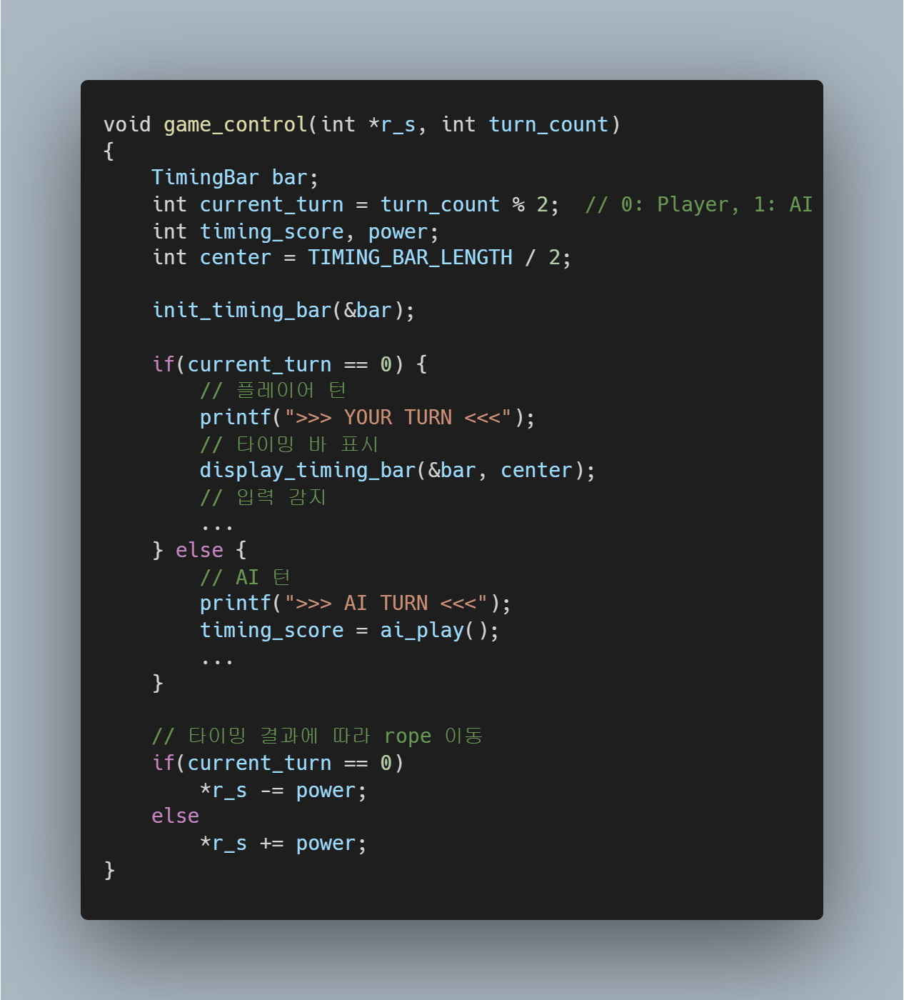 void game_control(int *r_s, int turn_count)
{
    TimingBar bar;
    int current_turn = turn_count % 2;  // 0: Player, 1: AI
    int timing_score, power;
    int center = TIMING_BAR_LENGTH / 2;

    init_timing_bar(&bar);

    if(current_turn == 0) {
        // 플레이어 턴
        printf(">>> YOUR TURN <<<");
        // 타이밍 바 표시
        display_timing_bar(&bar, center);
        // 입력 감지
        ...
    } else {
        // AI 턴
        printf(">>> AI TURN <<<");
        timing_score = ai_play();
        ...
    }

    // 타이밍 결과에 따라 rope 이동
    if(current_turn == 0)
        *r_s -= power;
    else
        *r_s += power;
}